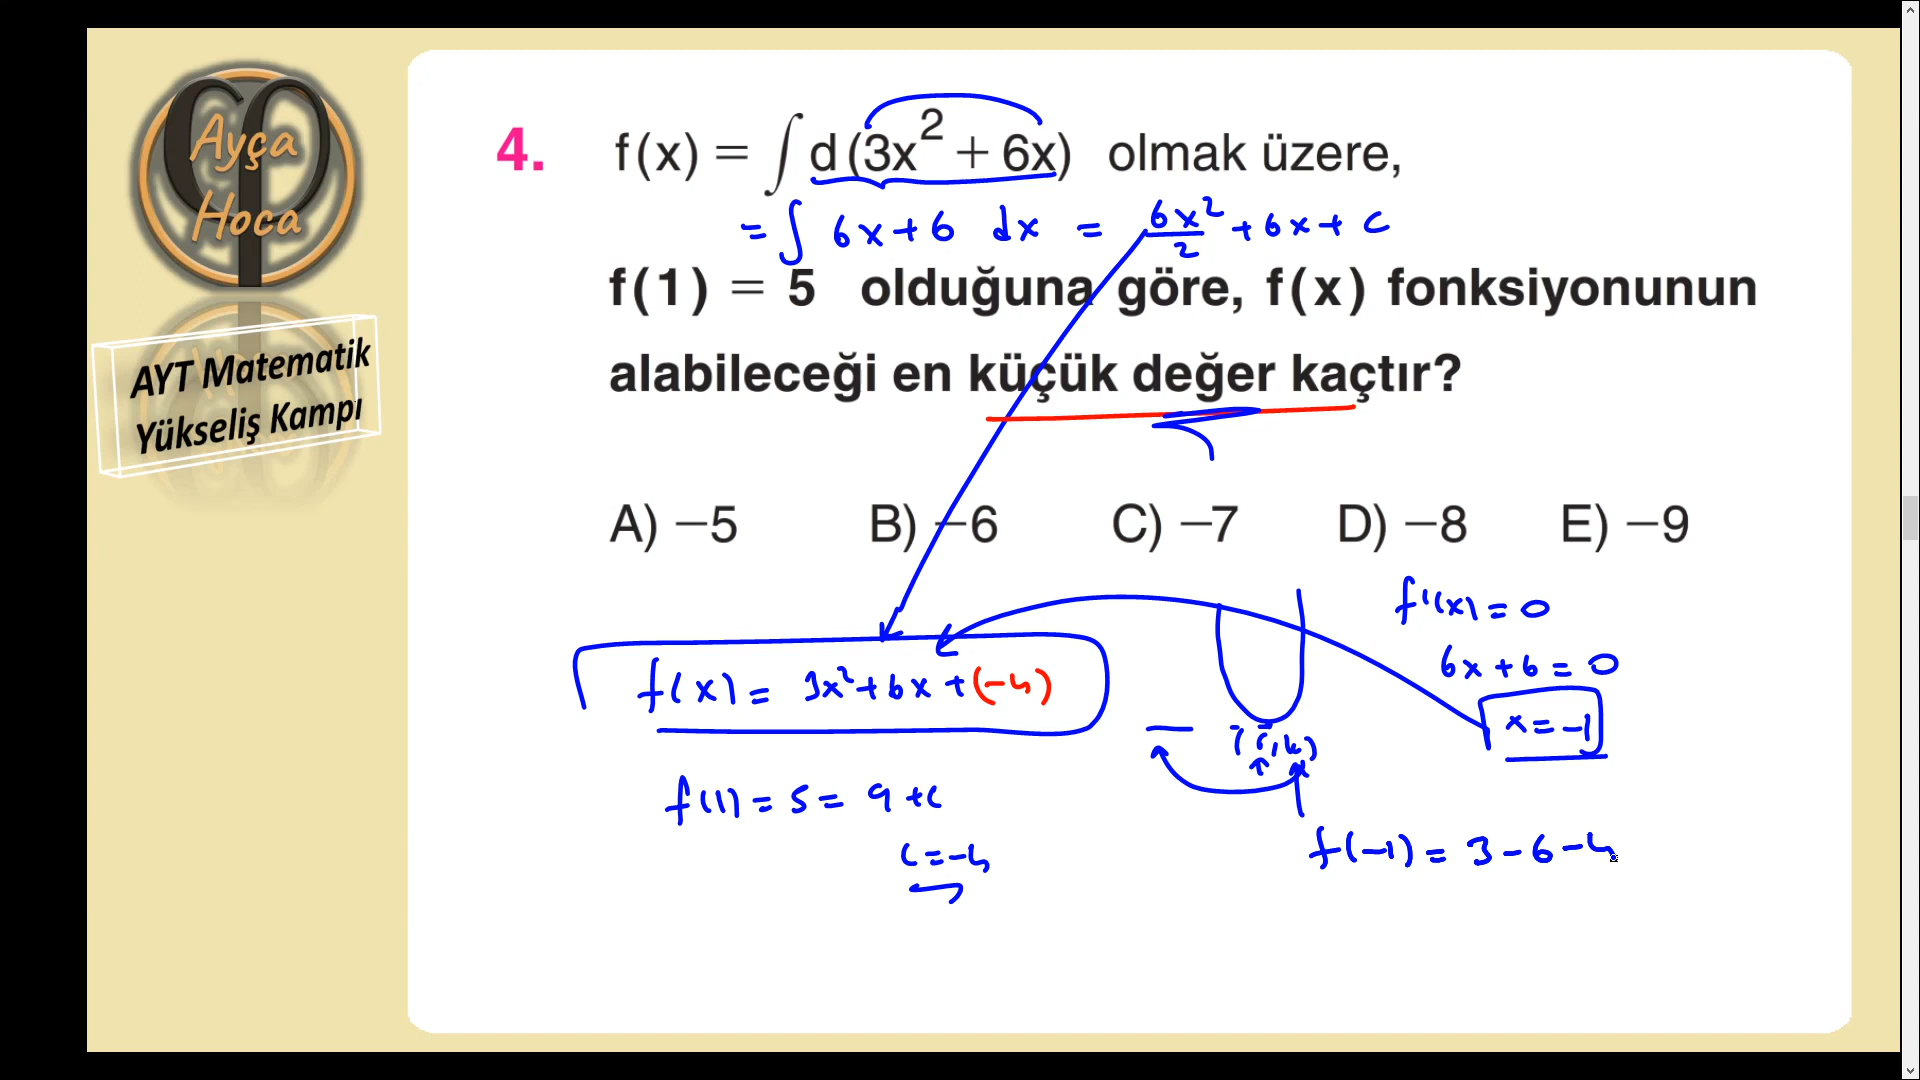 Ayça
Hoca
AYT Matematik
Yükseliş Kampı
4. f(x) = ∫ d(3x² + 6x) olmak üzere,
= ∫ 6x+6 dx = 6x²/2 + 6x + c
f(1) = 5 olduğuna göre, f(x) fonksiyonunun
alabileceği en küçük değer kaçtır?
A) −5 B) −6 C) −7 D) −8 E) −9
f'(x) = 0
6x + 6 = 0
x = −1
f(x) = 3x² + 6x + (−4)
(r,k)
f(1) = 5 = 9 + c
c = −4
f(−1) = 3 − 6 − 4